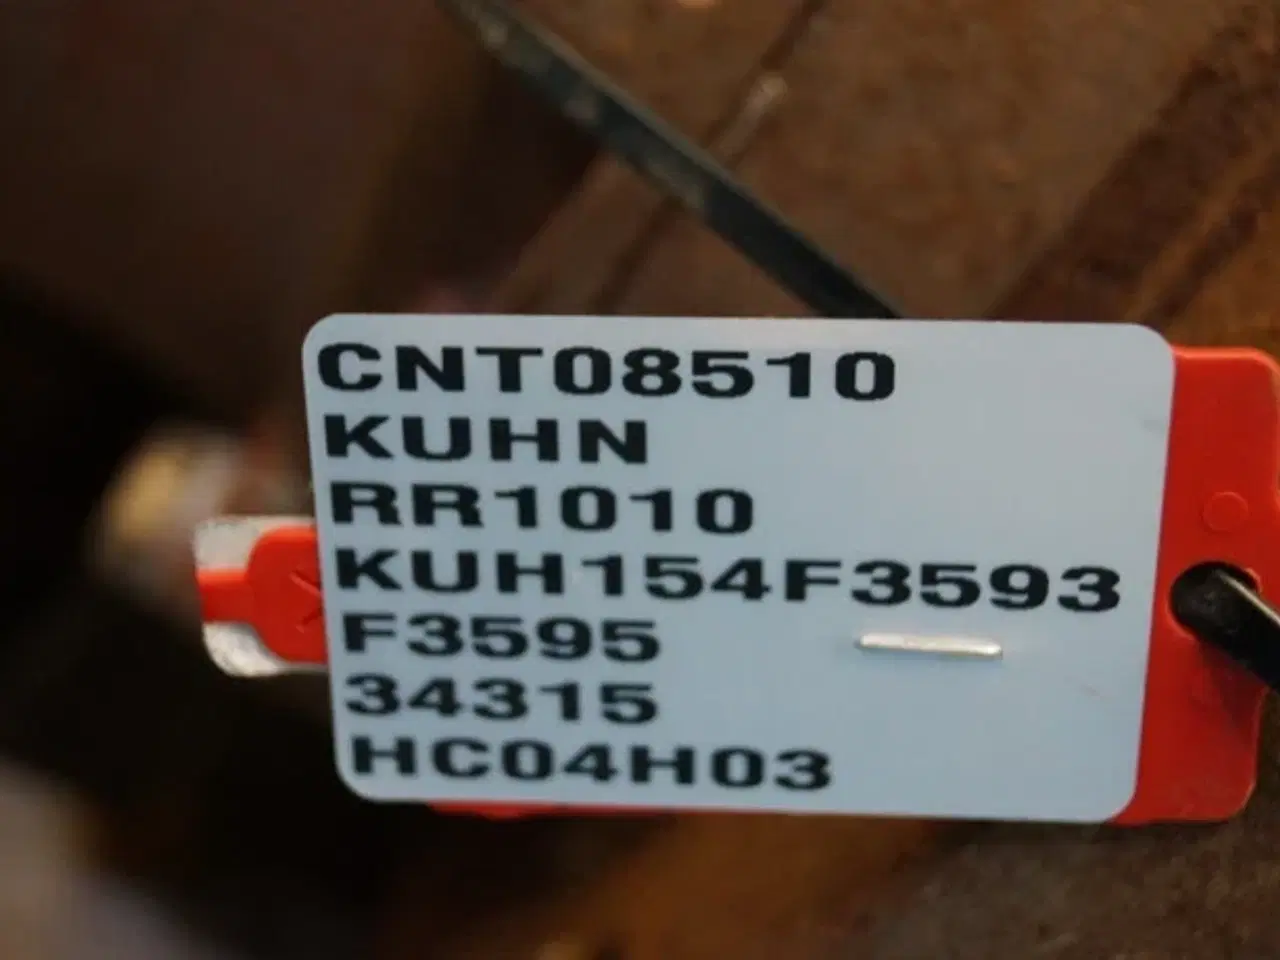 CNT08510
KUHN
RR1010
KUH154F3593
F3595
34315
HC04H03